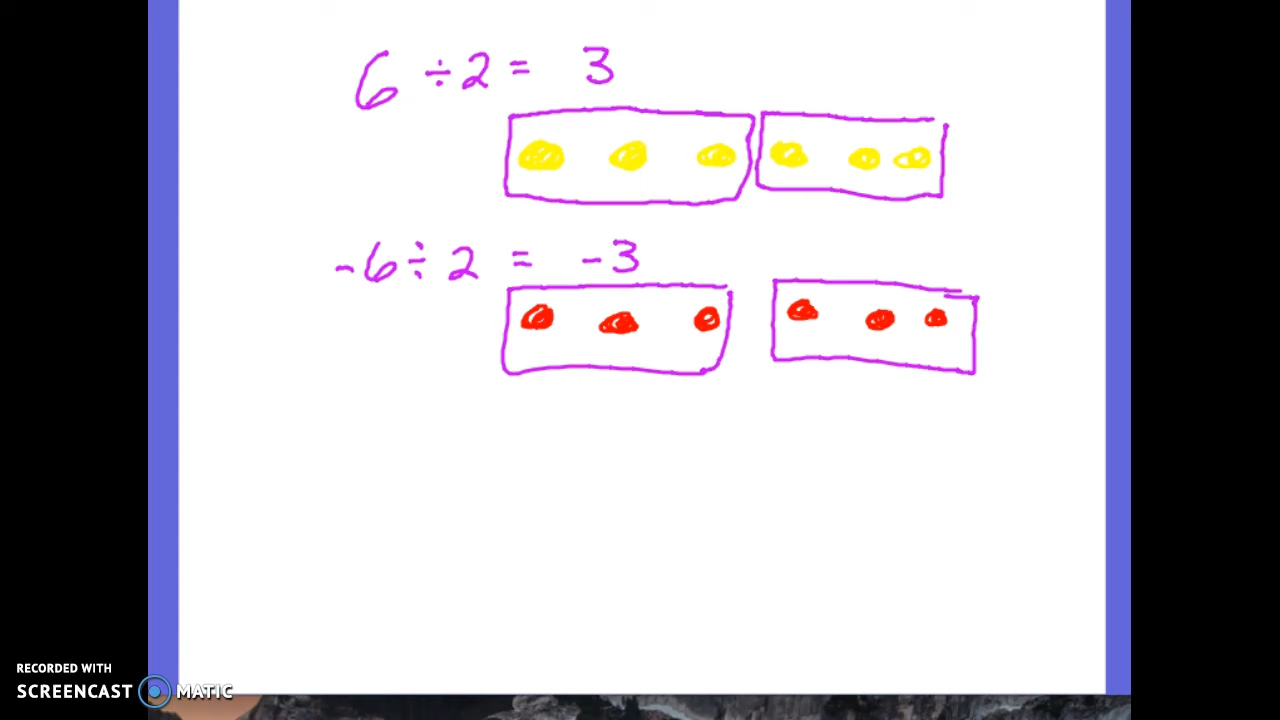 6 ÷ 2 = 3
-6 ÷ 2 = -3
RECORDED WITH
SCREENCAST MATIC